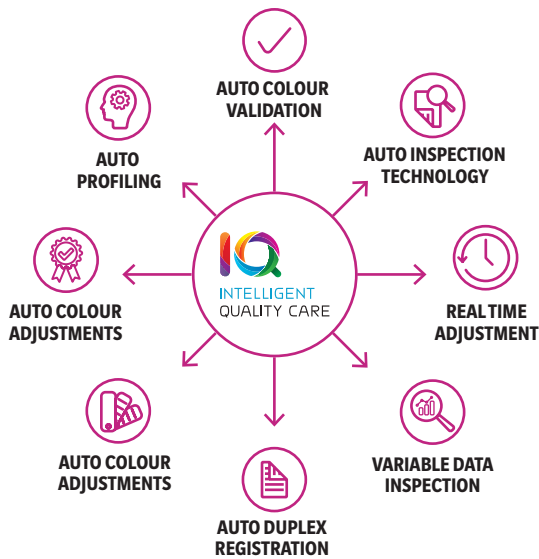 AUTO COLOUR
VALIDATION
AUTO INSPECTION
TECHNOLOGY
AUTO
PROFILING
IQ
INTELLIGENT
QUALITY CARE
AUTO COLOUR
ADJUSTMENTS
REAL TIME
ADJUSTMENT
AUTO COLOUR
ADJUSTMENTS
VARIABLE DATA
INSPECTION
AUTO DUPLEX
REGISTRATION